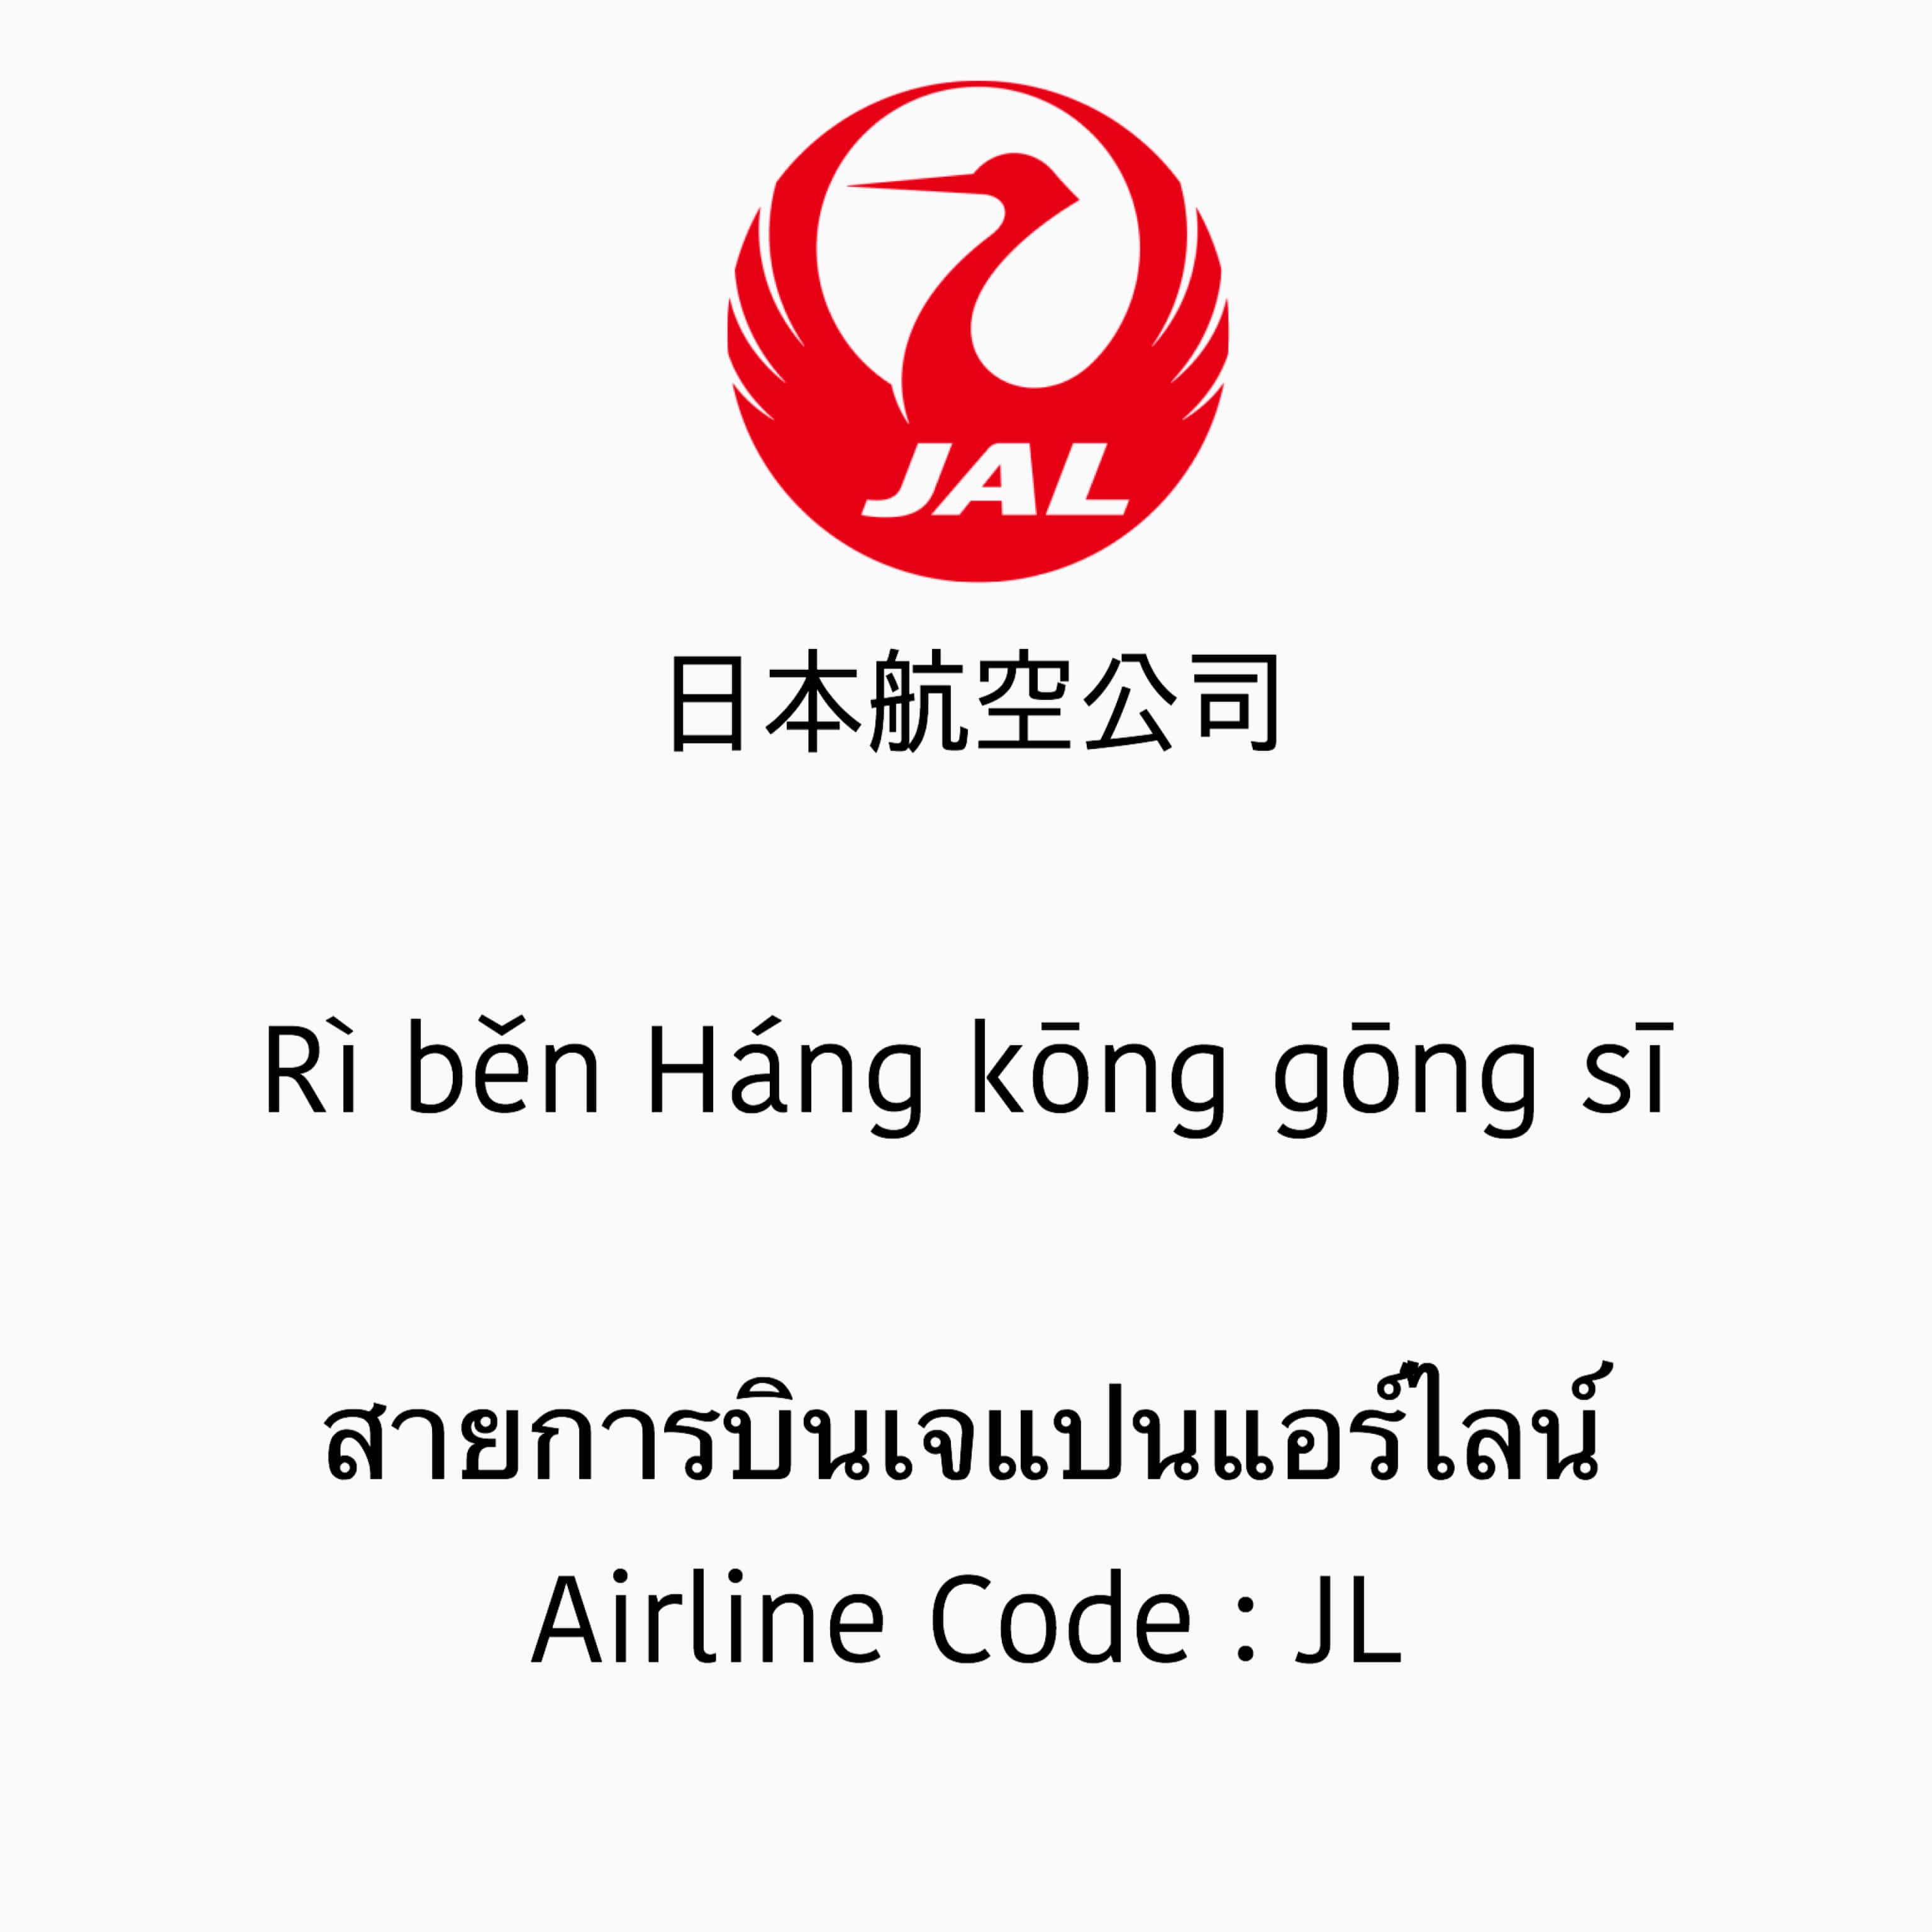 JAL
日本航空公司
Rì běn Háng kōng gōng sī
สายการบินเจแปนแอร์ไลน์
Airline Code : JL